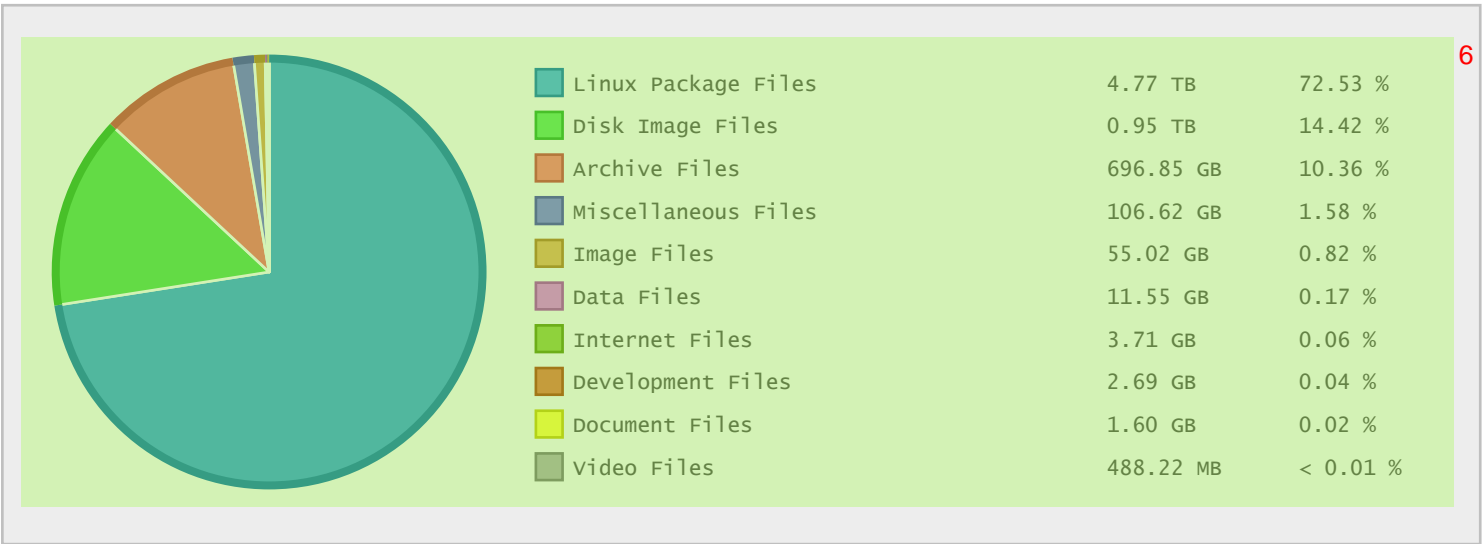 6
Linux Package Files 4.77 TB 72.53 %
Disk Image Files 0.95 TB 14.42 %
Archive Files 696.85 GB 10.36 %
Miscellaneous Files 106.62 GB 1.58 %
Image Files 55.02 GB 0.82 %
Data Files 11.55 GB 0.17 %
Internet Files 3.71 GB 0.06 %
Development Files 2.69 GB 0.04 %
Document Files 1.60 GB 0.02 %
Video Files 488.22 MB < 0.01 %